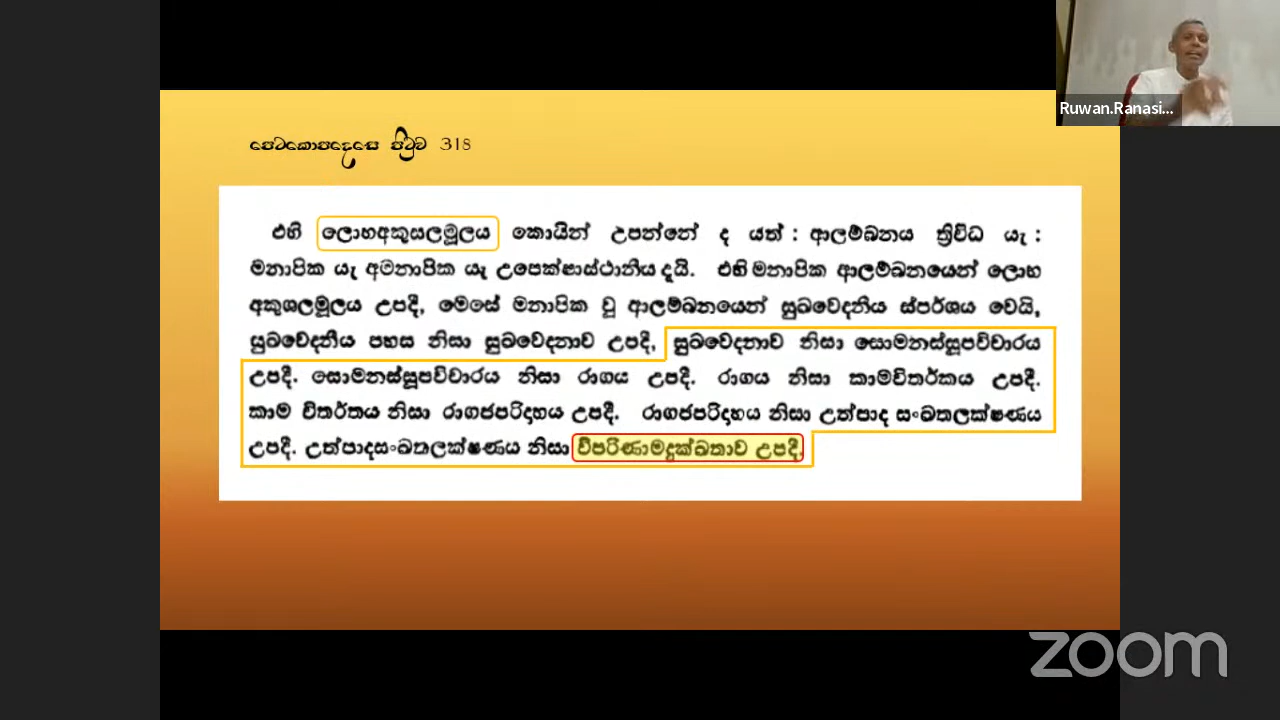 Ruwan.Ranasi...
පෙටකොපදෙසෙ පිටුව 318
එහි ලොභඅකුසලමූලය කොයින් උපන්නේ ද යත් : ආලම්බනය ත්‍රිවිධ යැ :
මනාපික යැ අමනාපික යැ උපෙක්ෂාස්ථානීය දැයි. එහි මනාපික ආලම්බනයෙන් ලොභ
අකුශලමූලය උපදී, මෙසේ මනාපික වූ ආලම්බනයෙන් සුඛවෙදනීය ස්පර්ශය වෙයි,
සුඛවෙදනීය පහස නිසා සුඛවෙදනාව උපදී, සුඛවෙදනාව නිසා සොමනස්සූපවිචාරය
උපදී. සොමනස්සූපවිචාරය නිසා රාගය උපදී. රාගය නිසා කාමවිතර්කය උපදී.
කාම විතර්තය නිසා රාගජපරිදාහය උපදී. රාගජපරිදාහය නිසා උත්පාද සංඛතලක්ෂණය
උපදී. උත්පාදසංඛතලක්ෂණය නිසා විපරිණාමදුක්ඛතාව උපදී.
zoom